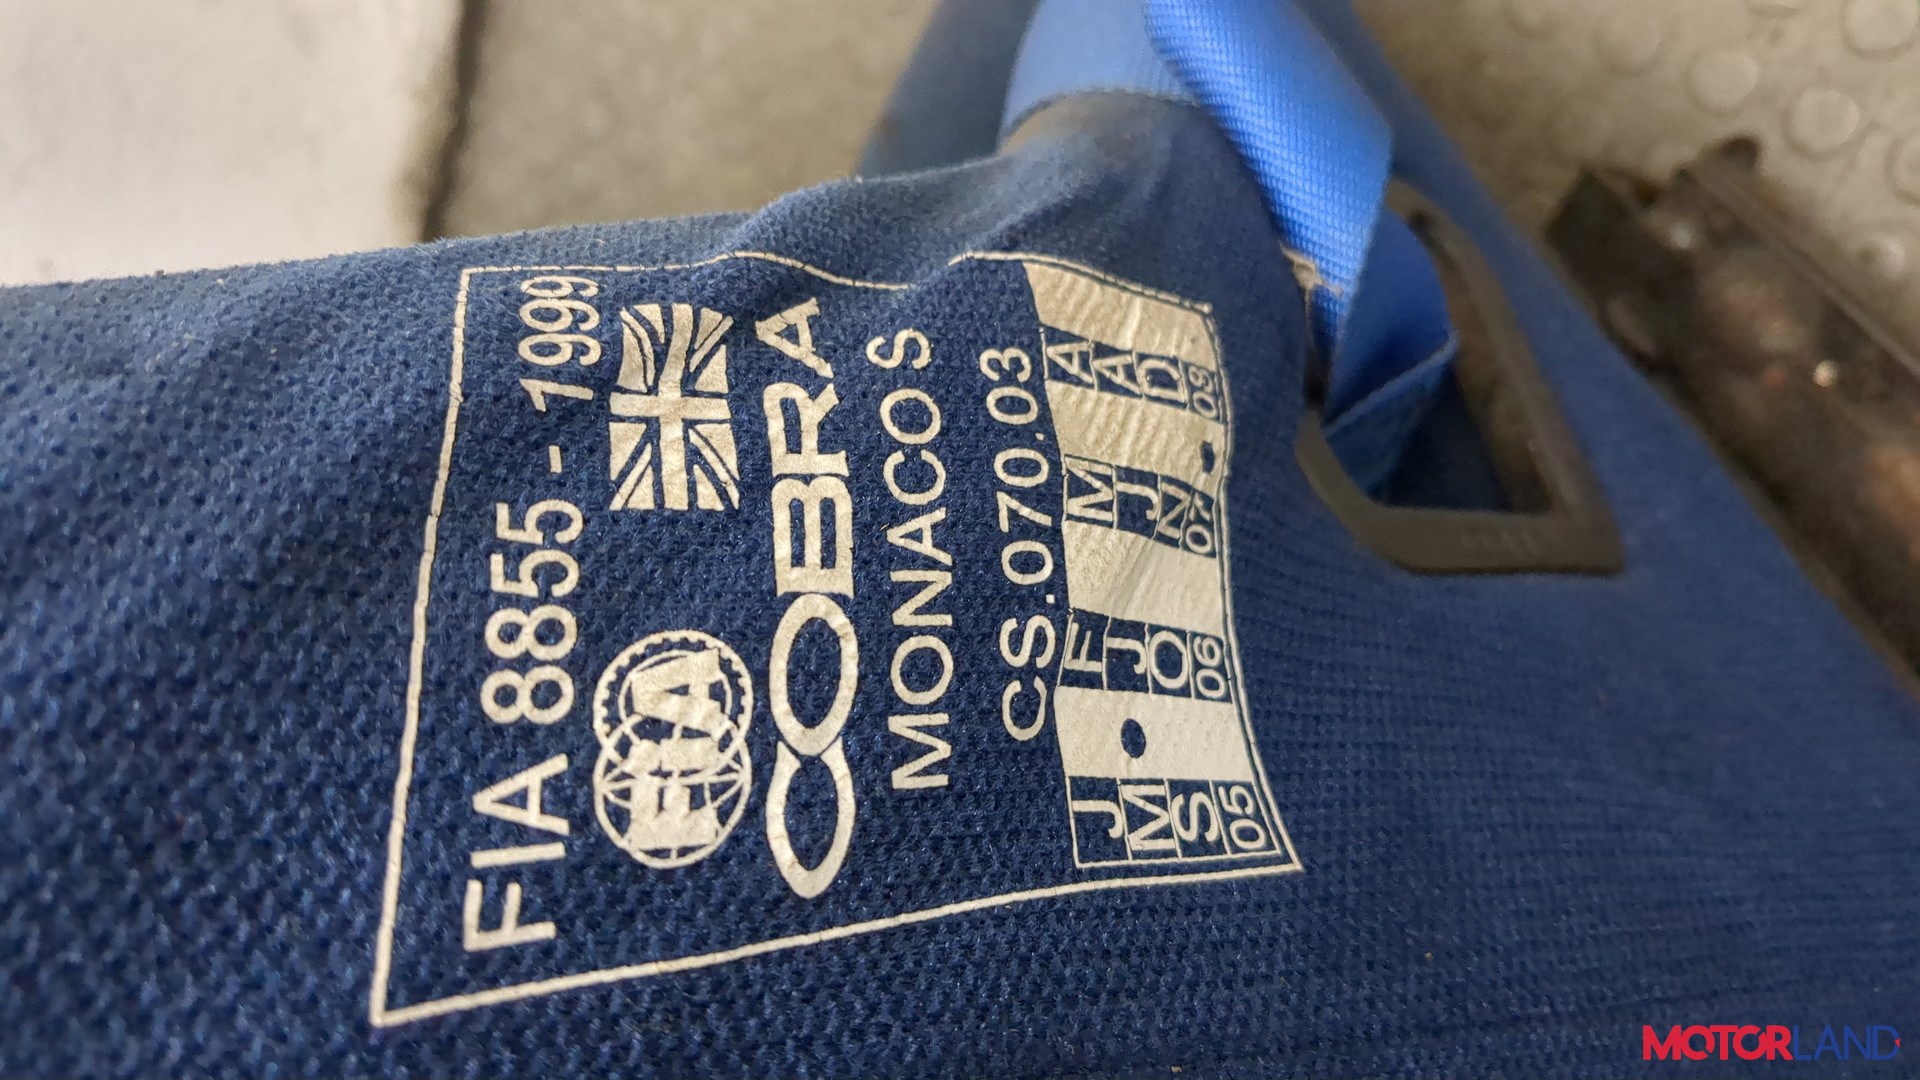 FIA 8855-1999
FIA
COBRA
MONACO S
CS.070.03
J F M A
M J J A
S O N D
05 06 07 08
MOTORLAND